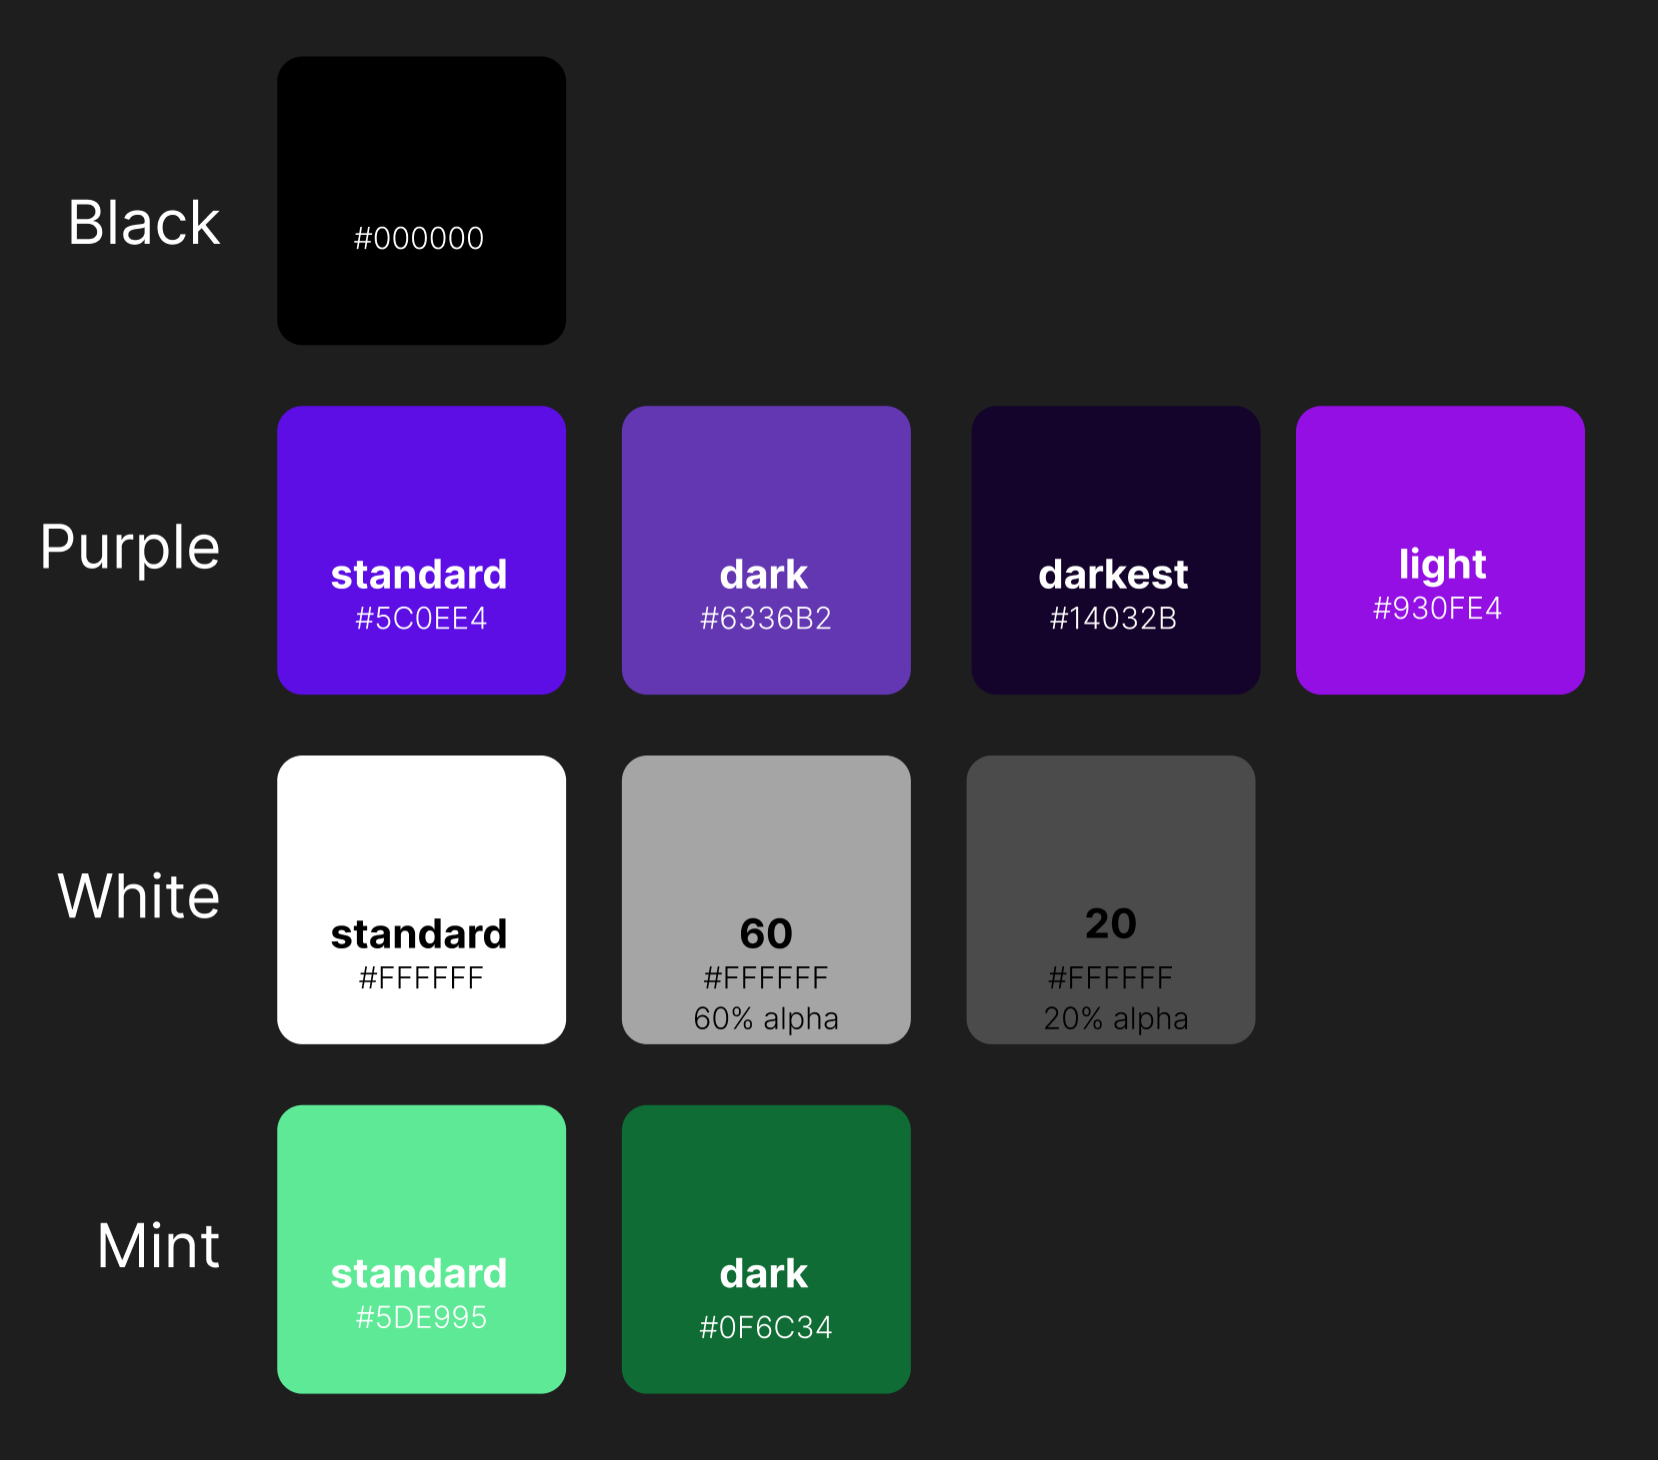 Black
#000000
Purple
standard
#5C0EE4
dark
#6336B2
darkest
#14032B
light
#930FE4
White
standard
#FFFFFF
60
#FFFFFF
60% alpha
20
#FFFFFF
20% alpha
Mint
standard
#5DE995
dark
#0F6C34